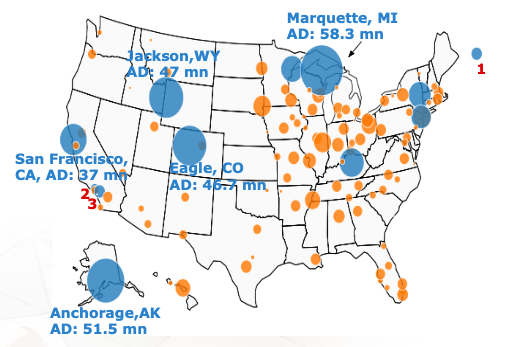 Marquette, MI
AD: 58.3 mn
Jackson,WY
AD: 47 mn
1
San Francisco,
CA, AD: 37 mn
Eagle, CO
AD: 46.7 mn
2
3
Anchorage,AK
AD: 51.5 mn